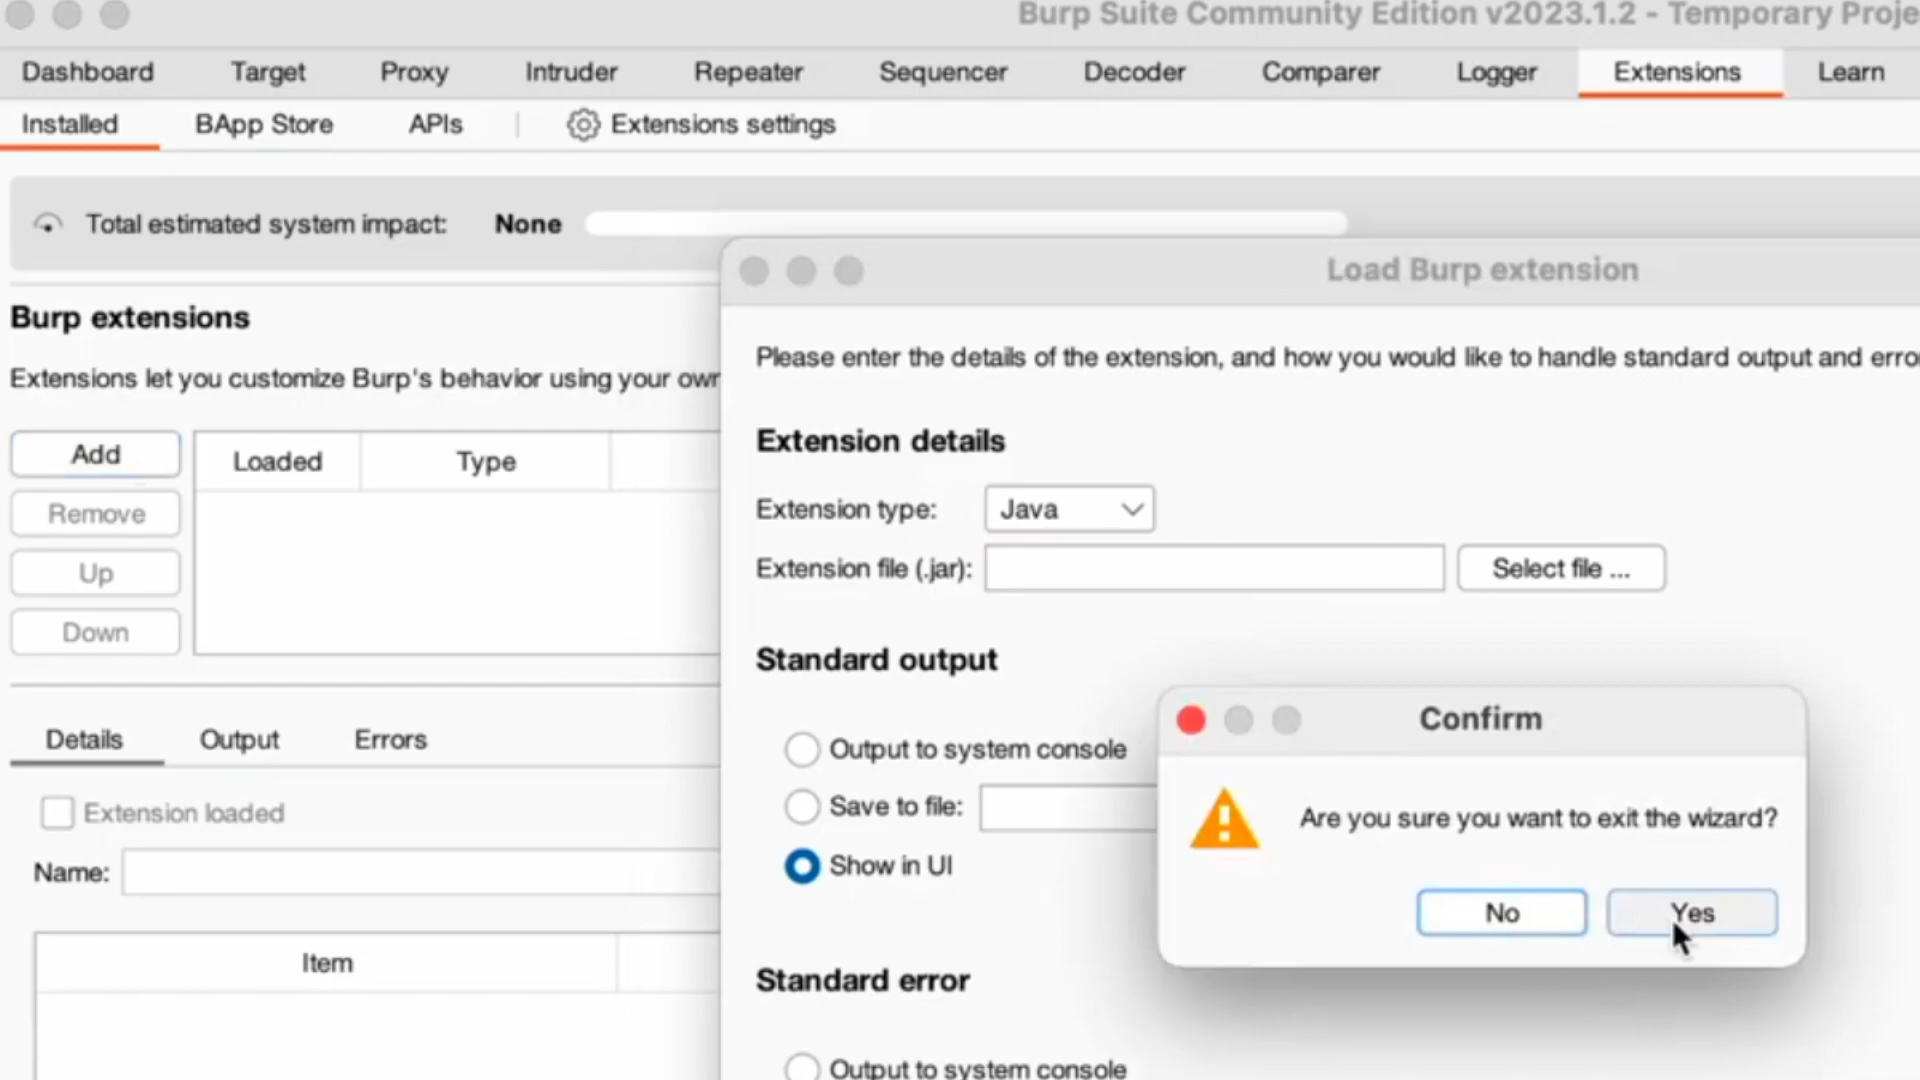 Burp Suite Community Edition v2023.1.2 - Temporary Proje
Dashboard Target Proxy Intruder Repeater Sequencer Decoder Comparer Logger Extensions Learn
Installed BApp Store APIs Extensions settings
Total estimated system impact: None
Burp extensions
Extensions let you customize Burp's behavior using your own
Add
Remove
Up
Down
Loaded Type
Details Output Errors
Extension loaded
Name:
Item
Load Burp extension
Please enter the details of the extension, and how you would like to handle standard output and erro
Extension details
Extension type: Java
Extension file (.jar): Select file ...
Standard output
Output to system console
Save to file:
Show in UI
Standard error
Output to system console
Confirm
Are you sure you want to exit the wizard?
No Yes